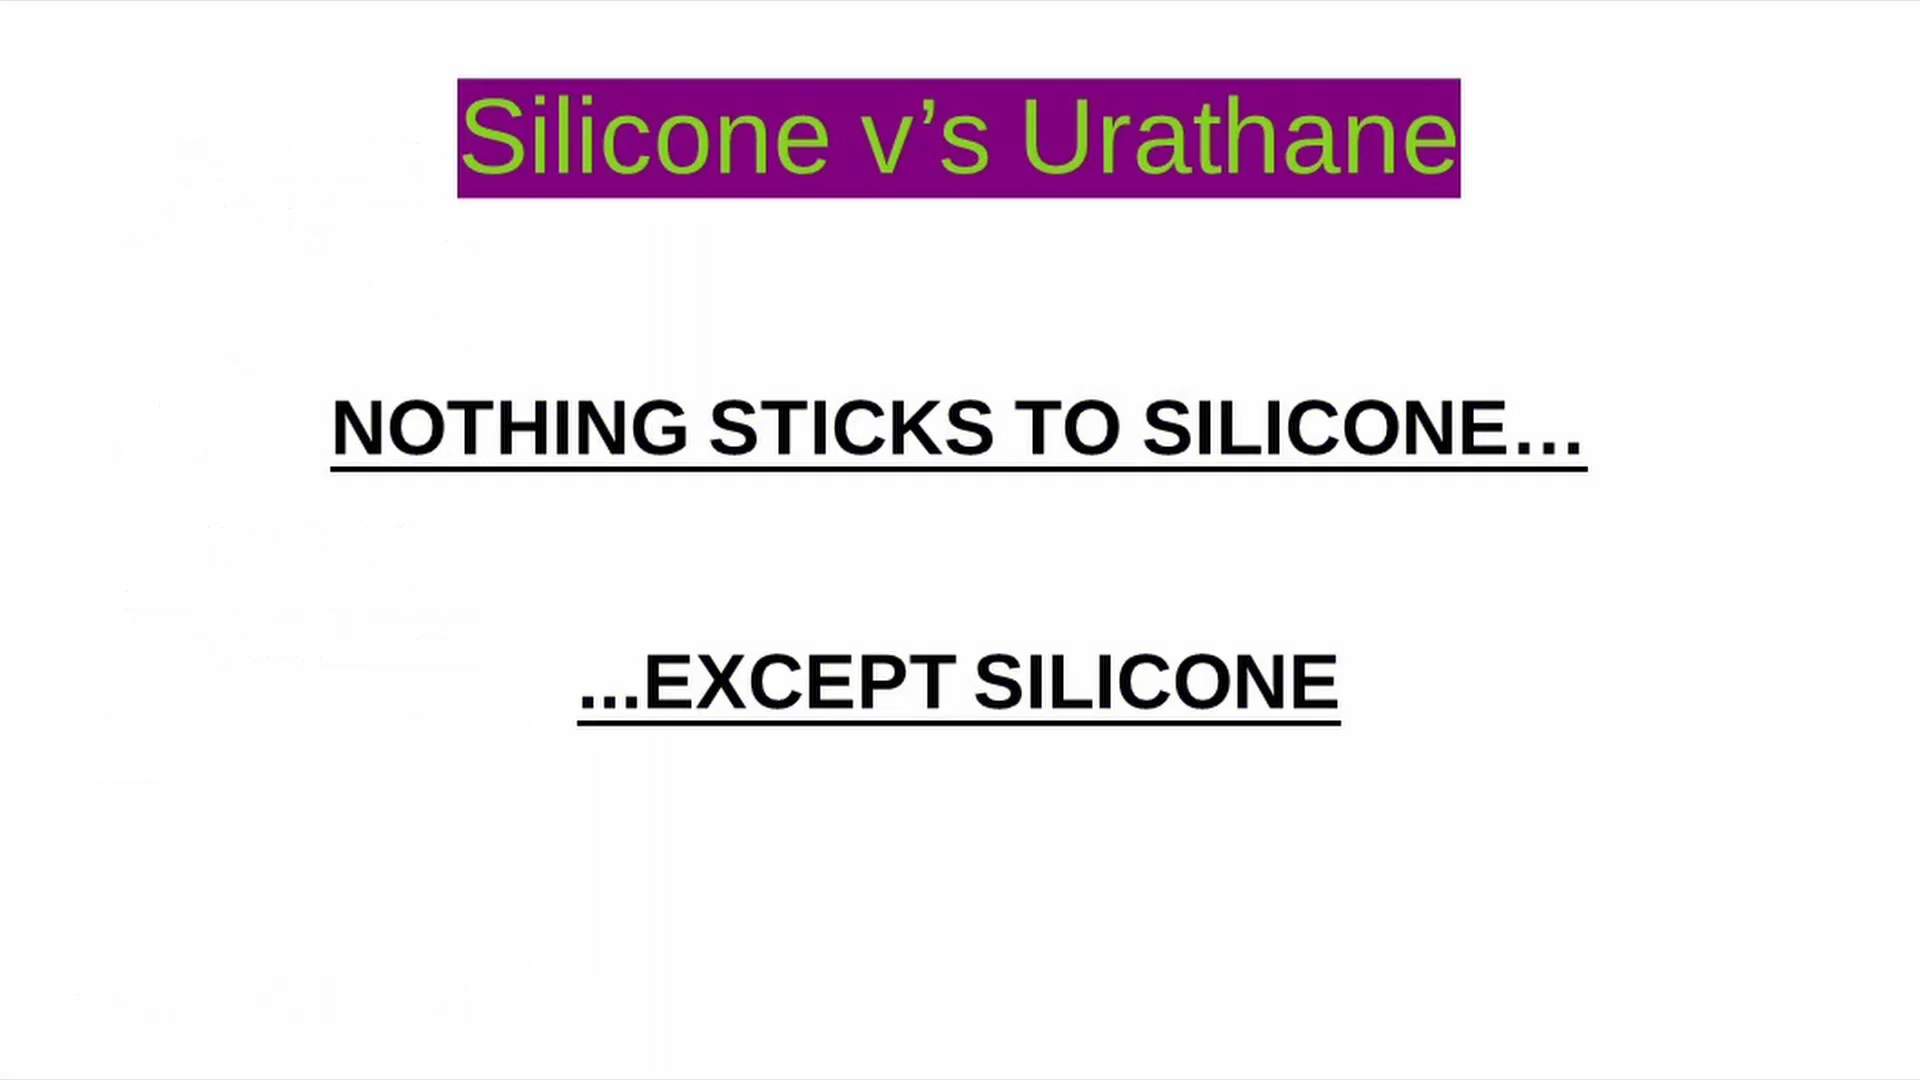 Silicone v’s Urathane
NOTHING STICKS TO SILICONE…
...EXCEPT SILICONE